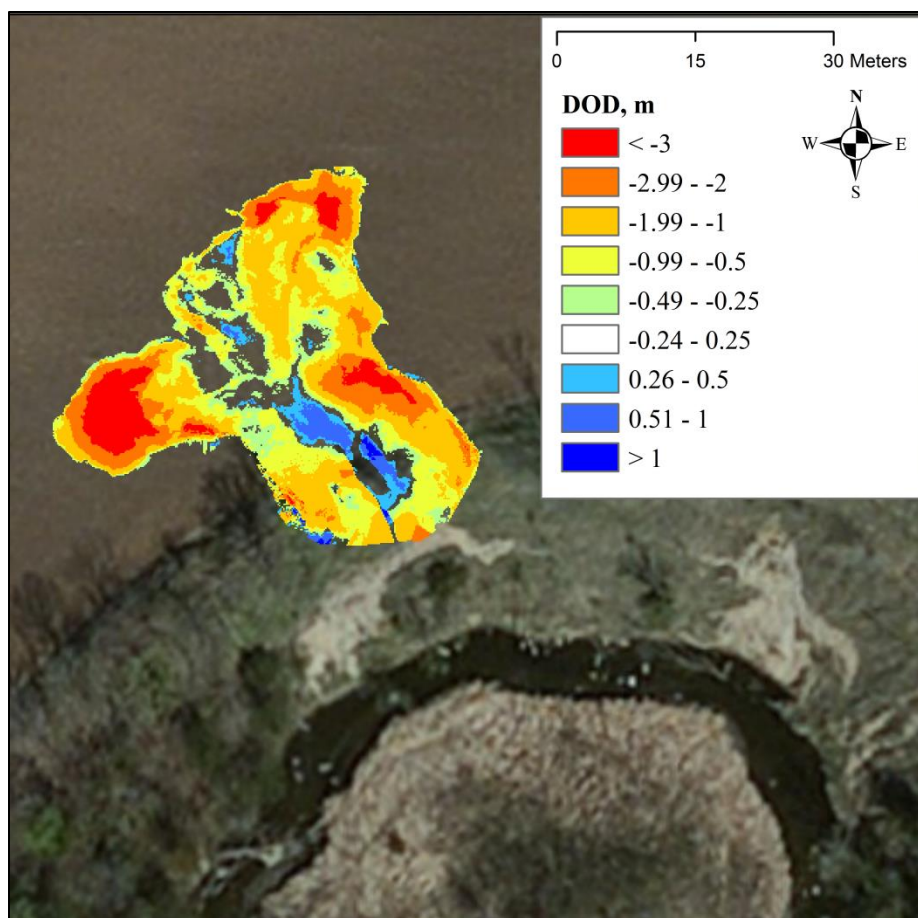 0 15 30 Meters
DOD, m
N
W E
S
< -3
-2.99 - -2
-1.99 - -1
-0.99 - -0.5
-0.49 - -0.25
-0.24 - 0.25
0.26 - 0.5
0.51 - 1
> 1